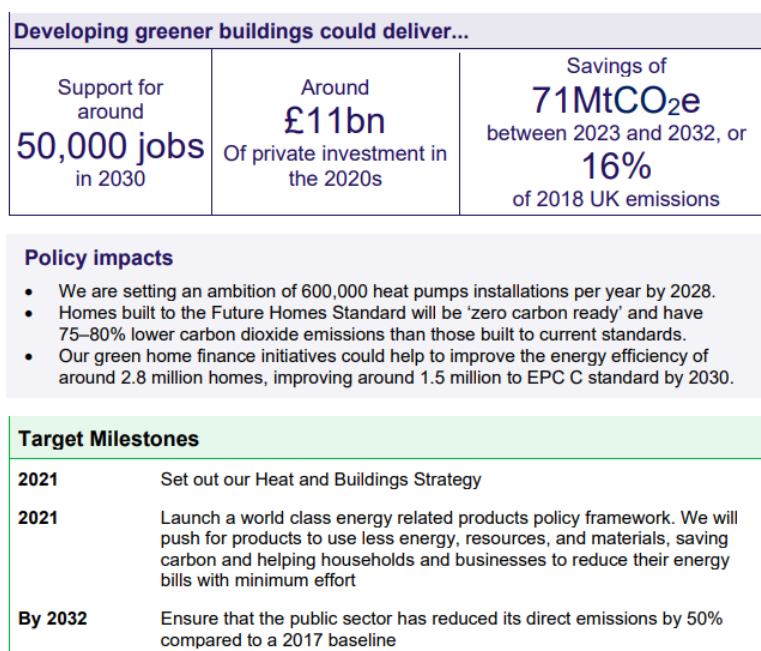 Developing greener buildings could deliver...
Support for
around
50,000 jobs
in 2030
Around
£11bn
Of private investment in
the 2020s
Savings of
71MtCO₂e
between 2023 and 2032, or
16%
of 2018 UK emissions
Policy impacts
• We are setting an ambition of 600,000 heat pumps installations per year by 2028.
• Homes built to the Future Homes Standard will be ‘zero carbon ready’ and have
75–80% lower carbon dioxide emissions than those built to current standards.
• Our green home finance initiatives could help to improve the energy efficiency of
around 2.8 million homes, improving around 1.5 million to EPC C standard by 2030.
Target Milestones
2021 Set out our Heat and Buildings Strategy
2021 Launch a world class energy related products policy framework. We will
push for products to use less energy, resources, and materials, saving
carbon and helping households and businesses to reduce their energy
bills with minimum effort
By 2032 Ensure that the public sector has reduced its direct emissions by 50%
compared to a 2017 baseline